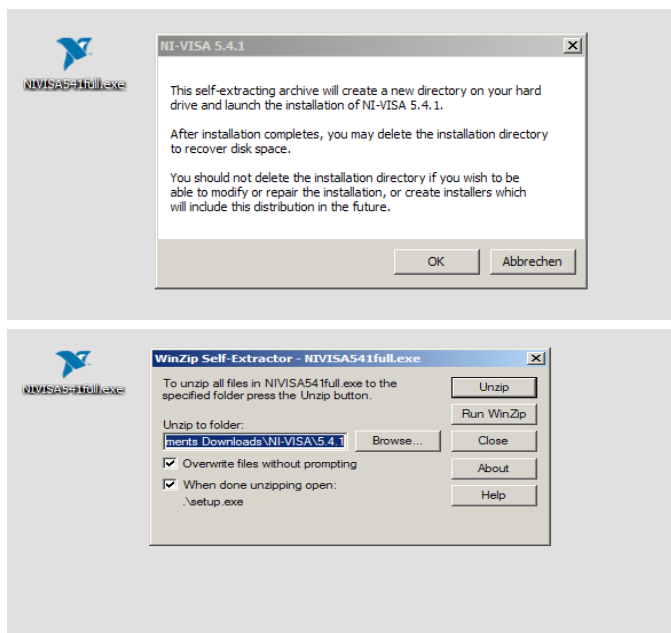 NIVISA541full.exe
NI-VISA 5.4.1
This self-extracting archive will create a new directory on your hard
drive and launch the installation of NI-VISA 5.4.1.
After installation completes, you may delete the installation directory
to recover disk space.
You should not delete the installation directory if you wish to be
able to modify or repair the installation, or create installers which
will include this distribution in the future.
OK
Abbrechen
NIVISA541full.exe
WinZip Self-Extractor - NIVISA541full.exe
To unzip all files in NIVISA541full.exe to the
specified folder press the Unzip button.
Unzip to folder:
ments Downloads\NI-VISA\5.4.1
Browse...
Overwrite files without prompting
When done unzipping open:
.\setup.exe
Unzip
Run WinZip
Close
About
Help